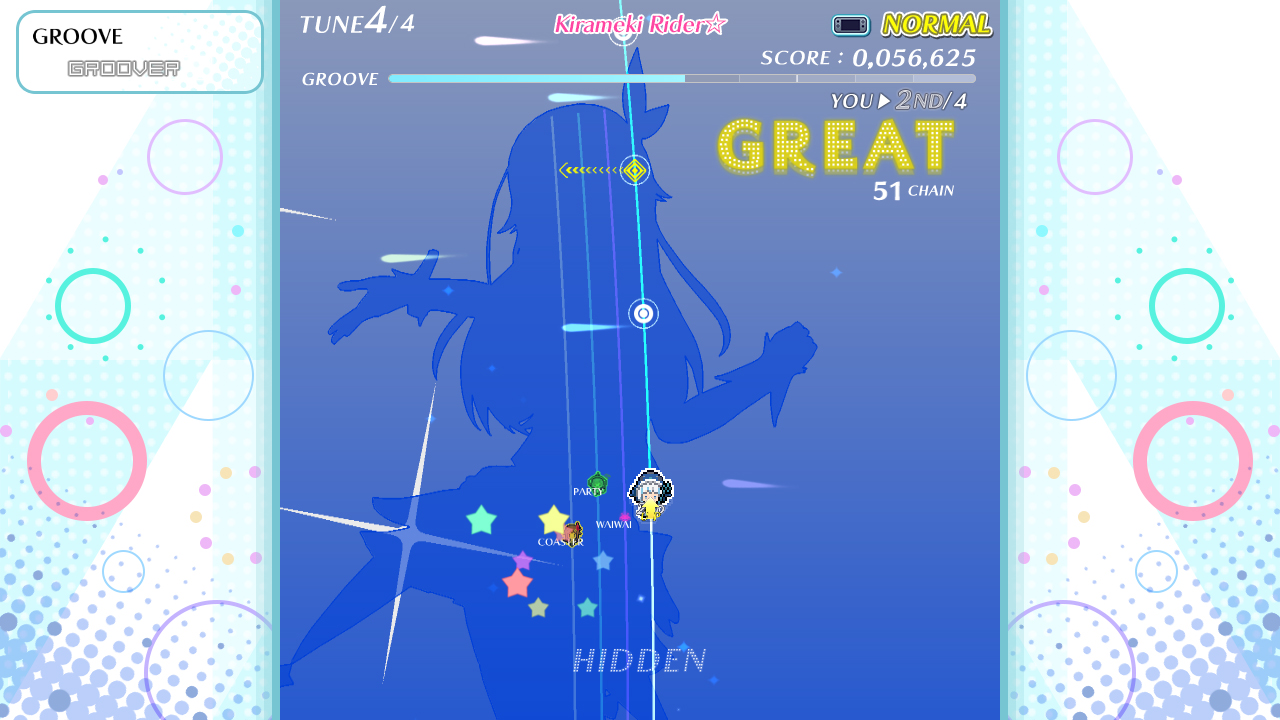 GROOVE
GROOVER
TUNE4/4
Kirameki Rider☆
NORMAL
SCORE : 0,056,625
GROOVE
YOU▶2ND/4
GREAT
51 CHAIN
PARTY
WAIWAI
COASTER
HIDDEN